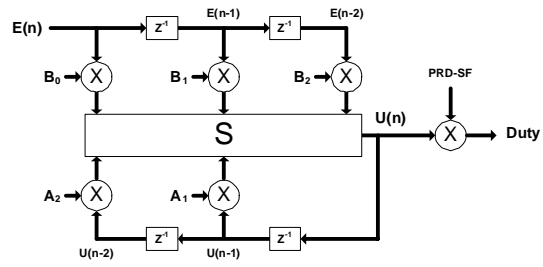 E(n)
E(n-1)
E(n-2)
Z-1
Z-1
B0
X
B1
X
B2
X
PRD-SF
S
U(n)
X
Duty
A2
X
A1
X
Z-1
Z-1
U(n-2)
U(n-1)